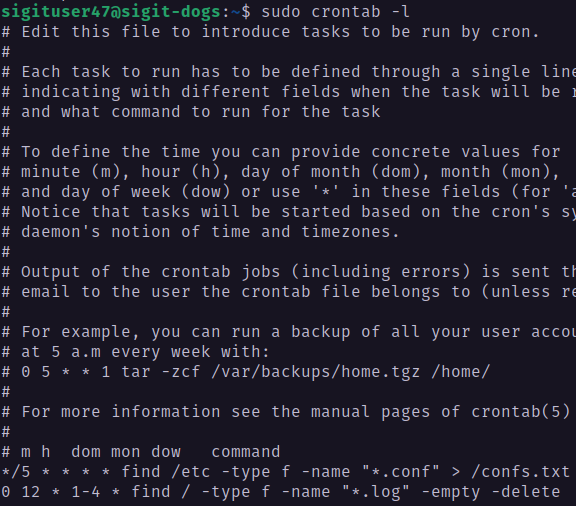 sigituser47@sigit-dogs:~$ sudo crontab -l
# Edit this file to introduce tasks to be run by cron.
#
# Each task to run has to be defined through a single line
# indicating with different fields when the task will be r
# and what command to run for the task
#
# To define the time you can provide concrete values for
# minute (m), hour (h), day of month (dom), month (mon),
# and day of week (dow) or use '*' in these fields (for 'a
# Notice that tasks will be started based on the cron's sy
# daemon's notion of time and timezones.
#
# Output of the crontab jobs (including errors) is sent th
# email to the user the crontab file belongs to (unless re
#
# For example, you can run a backup of all your user accou
# at 5 a.m every week with:
# 0 5 * * 1 tar -zcf /var/backups/home.tgz /home/
#
# For more information see the manual pages of crontab(5)
#
# m h  dom mon dow   command
*/5 * * * * find /etc -type f -name "*.conf" > /confs.txt
0 12 * 1-4 * find / -type f -name "*.log" -empty -delete